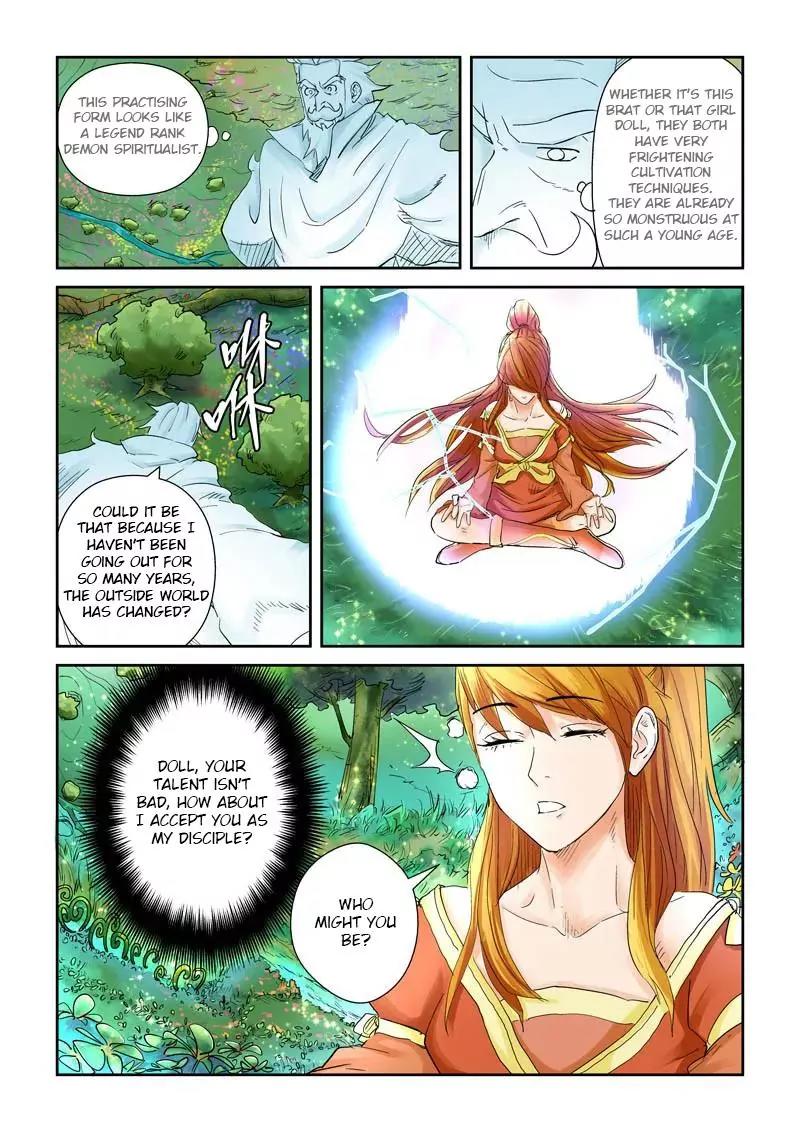 THIS PRACTISING
FORM LOOKS LIKE
A LEGEND RANK
DEMON SPIRITUALIST.
WHETHER IT'S THIS
BRAT OR THAT GIRL
DOLL, THEY BOTH
HAVE VERY
FRIGHTENING
CULTIVATION
TECHNIQUES.
THEY ARE ALREADY
SO MONSTRUOUS AT
SUCH A YOUNG AGE.
咻
咻
COULD IT BE
THAT BECAUSE I
HAVEN'T BEEN
GOING OUT FOR
SO MANY YEARS,
THE OUTSIDE WORLD
HAS CHANGED?
DOLL, YOUR
TALENT ISN'T
BAD, HOW ABOUT
I ACCEPT YOU AS
MY DISCIPLE?
WHO
MIGHT YOU
BE?